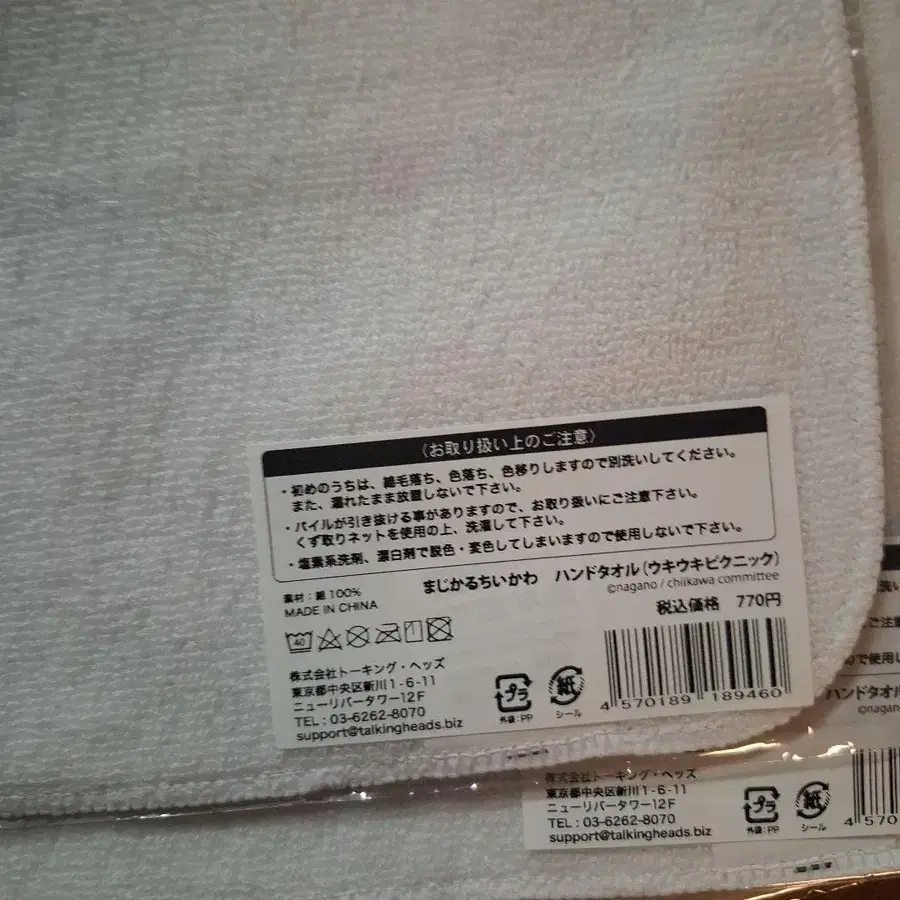 〈お取り扱い上のご注意〉
・初めのうちは、綿毛落ち、色落ち、色移りしますので別洗いしてください。
また、濡れたまま放置しないで下さい。
・パイルが引き抜ける事がありますので、お取り扱いにご注意下さい。
くず取りネットを使用の上、洗濯して下さい。
・塩素系洗剤、漂白剤で脱色・変色してしまいますので使用しないで下さい。
まじかるちいかわ ハンドタオル(ウキウキピクニック)
©nagano / chiikawa committee
素材：綿100%
MADE IN CHINA
税込価格 770円
40
株式会社トーキング・ヘッズ
東京都中央区新川1-6-11
ニューリバータワー12F
TEL：03-6262-8070
support@talkingheads.biz
プラ
外袋：PP
紙
シール
4 570189 189460
ハンドタオル
©nagan
株式会社トーキング・ヘッズ
東京都中央区新川1-6-11
ニューリバータワー12F
TEL：03-6262-8070
support@talkingheads.biz
プラ
外袋：PP
紙
シール
4 570